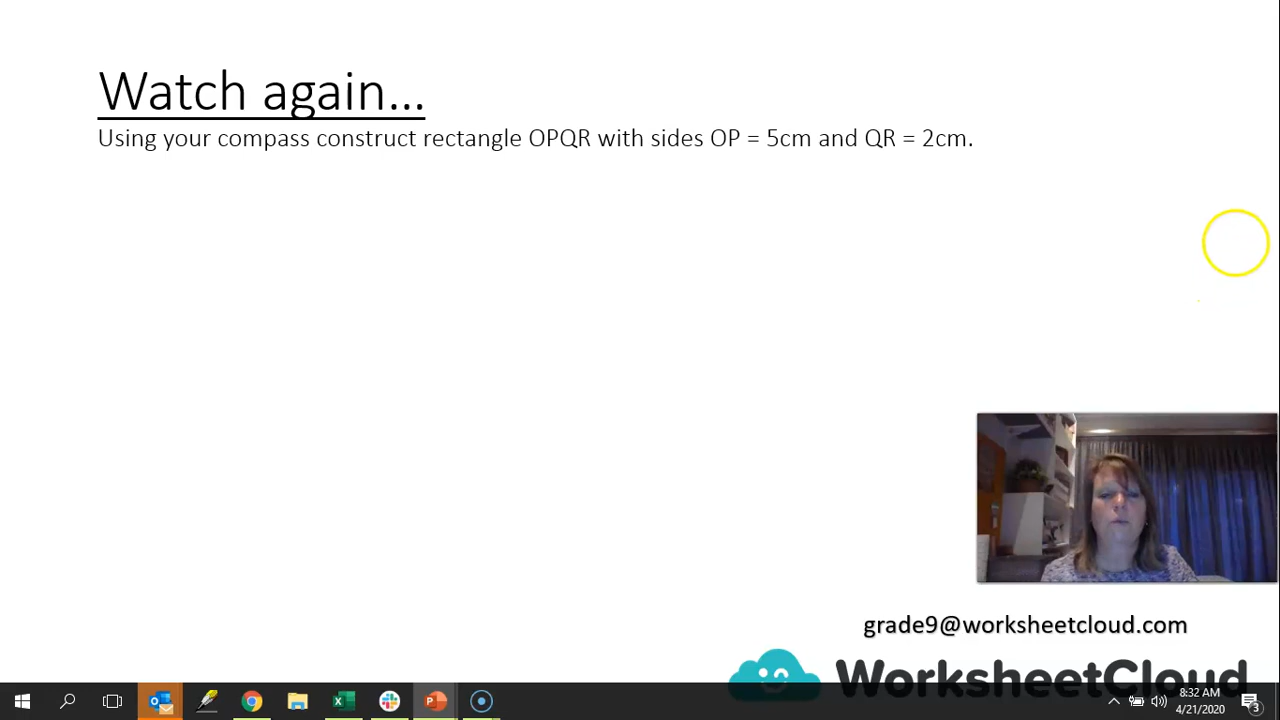 Watch again...
Using your compass construct rectangle OPQR with sides OP = 5cm and QR = 2cm.
grade9@worksheetcloud.com
WorksheetCloud
8:32 AM
4/21/2020
3